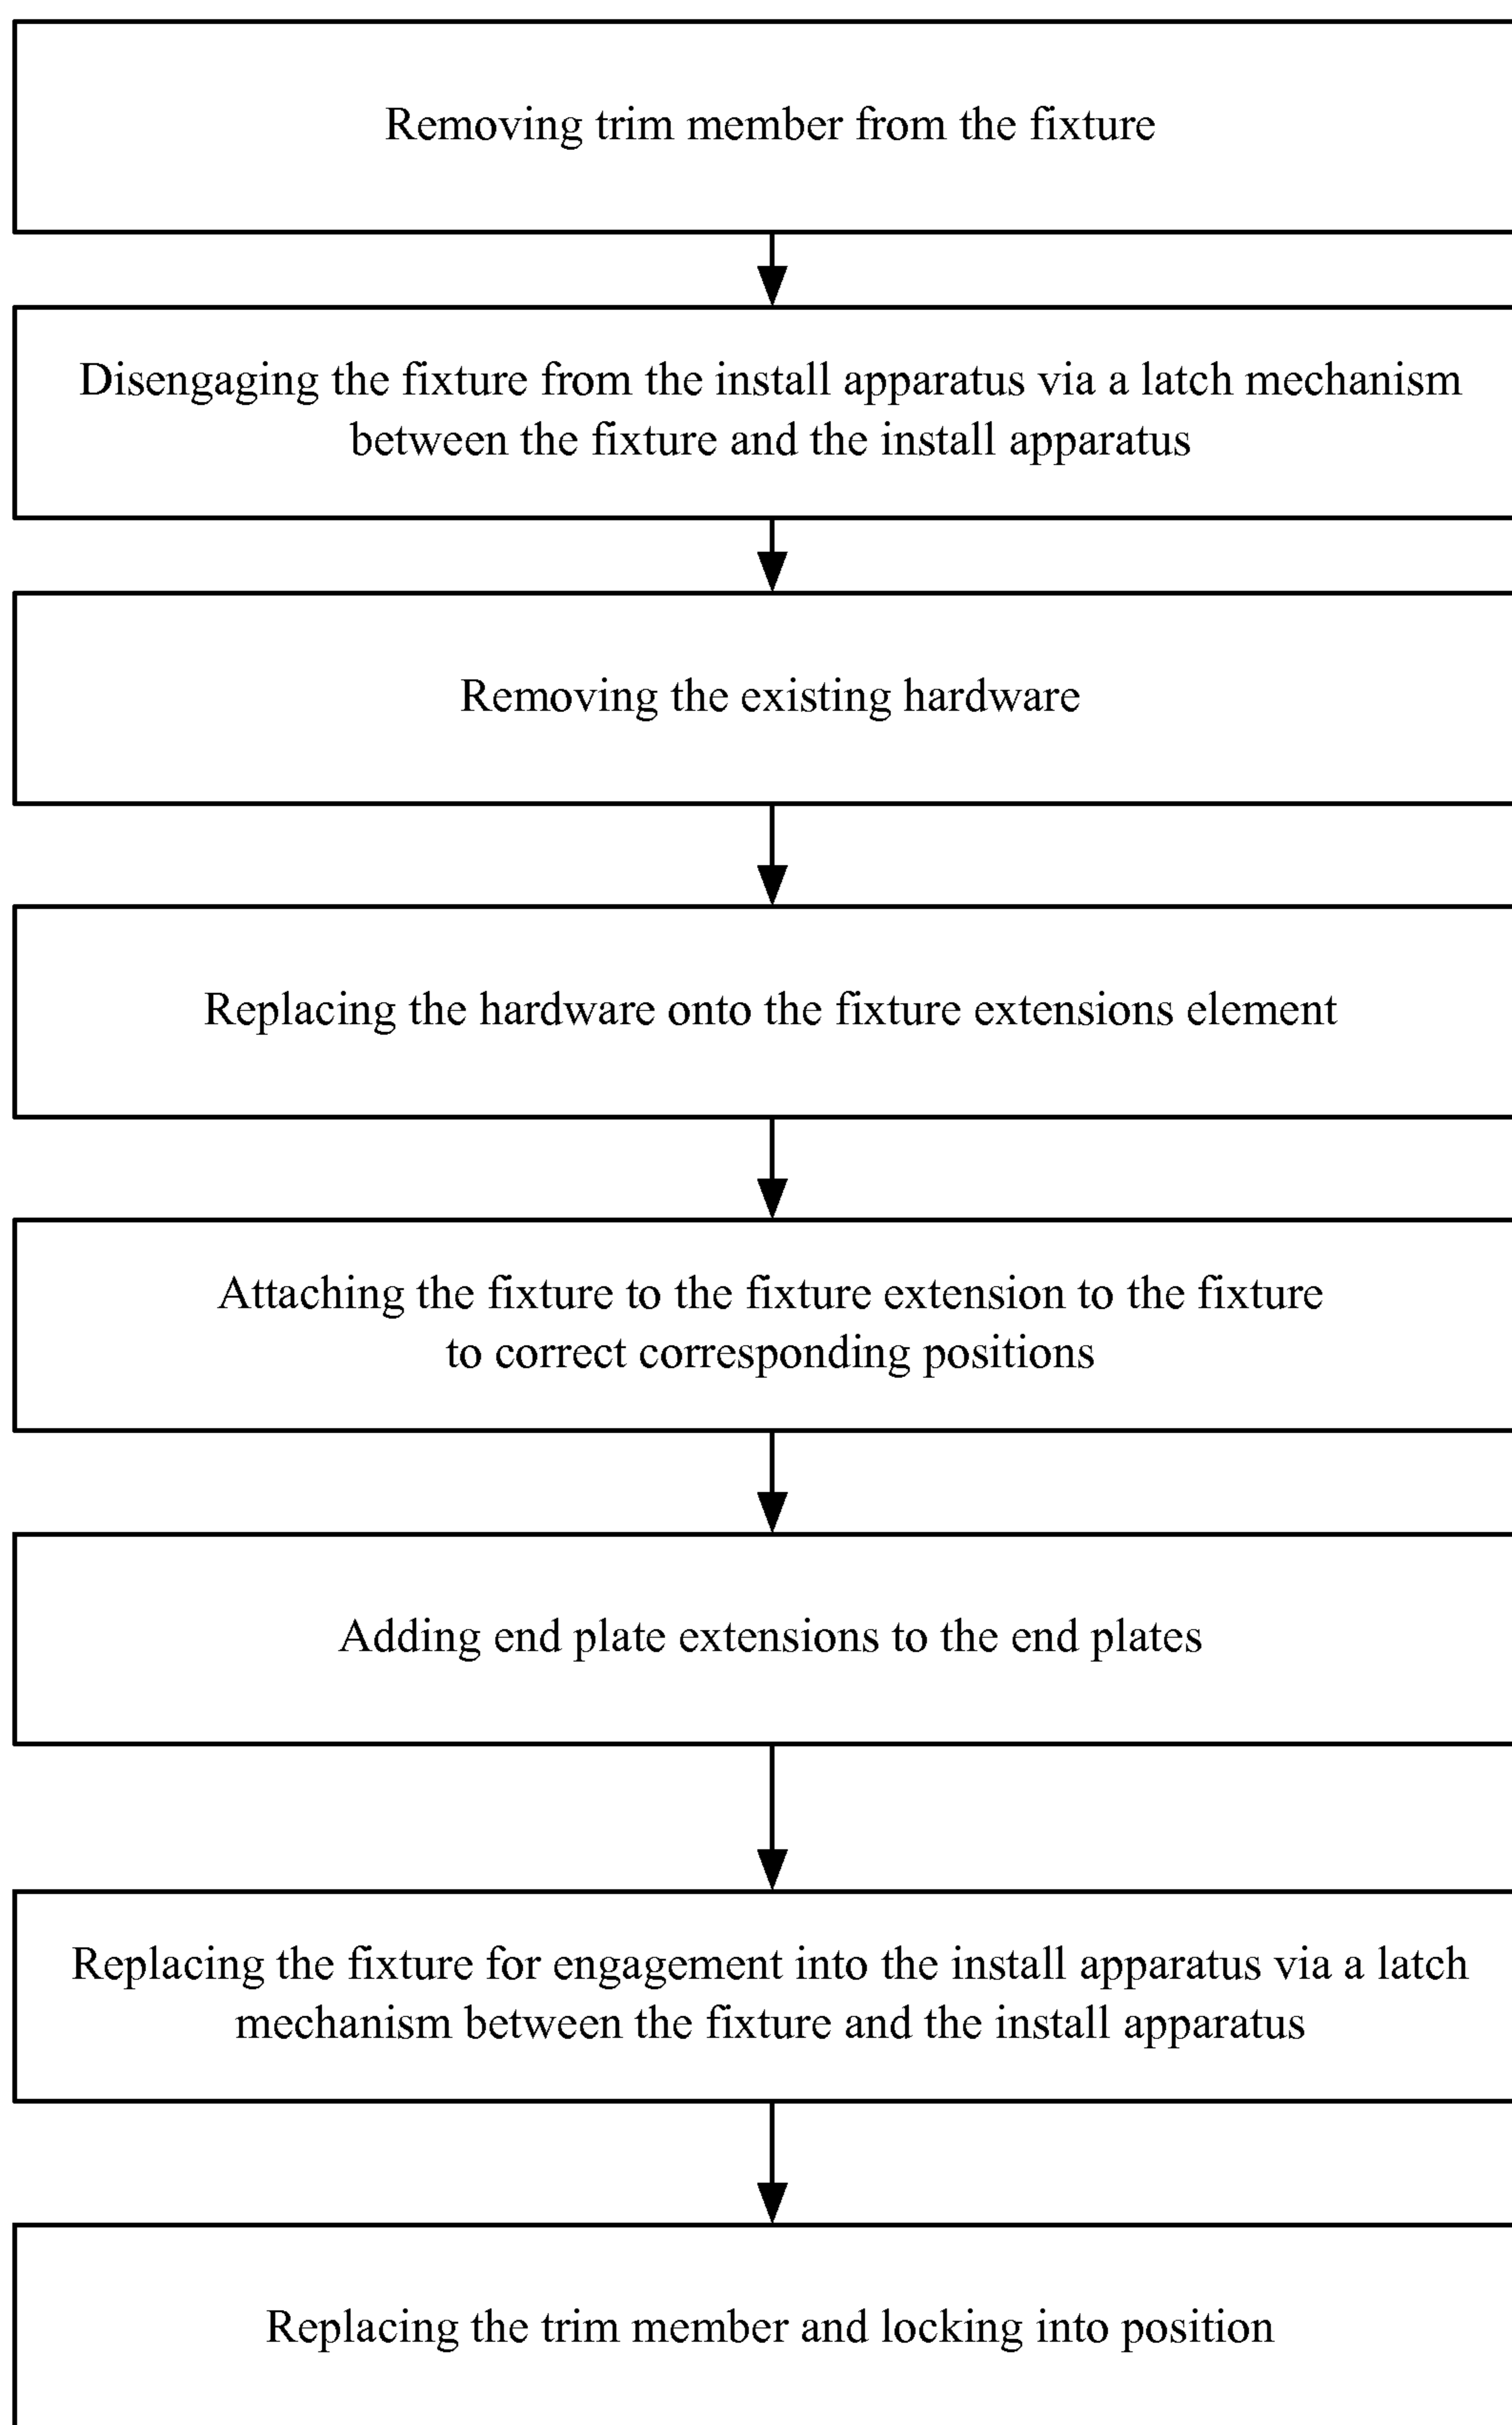 Removing trim member from the fixture
Disengaging the fixture from the install apparatus via a latch mechanism
between the fixture and the install apparatus
Removing the existing hardware
Replacing the hardware onto the fixture extensions element
Attaching the fixture to the fixture extension to the fixture
to correct corresponding positions
Adding end plate extensions to the end plates
Replacing the fixture for engagement into the install apparatus via a latch
mechanism between the fixture and the install apparatus
Replacing the trim member and locking into position